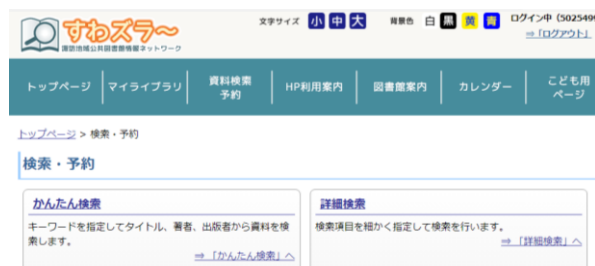 すわズラ〜
諏訪地域公共図書館情報ネットワーク
文字サイズ 小 中 大 背景色 白 黒 黄 青 ログイン中 (502549
⇒「ログアウト」
トップページ マイライブラリ 資料検索予約 HP利用案内 図書館案内 カレンダー こども用ページ
トップページ > 検索・予約
検索・予約
かんたん検索
キーワードを指定してタイトル、著者、出版者から資料を検
索します。
⇒ 「かんたん検索」へ
詳細検索
検索項目を細かく指定して検索を行います。
⇒ 「詳細検索」へ